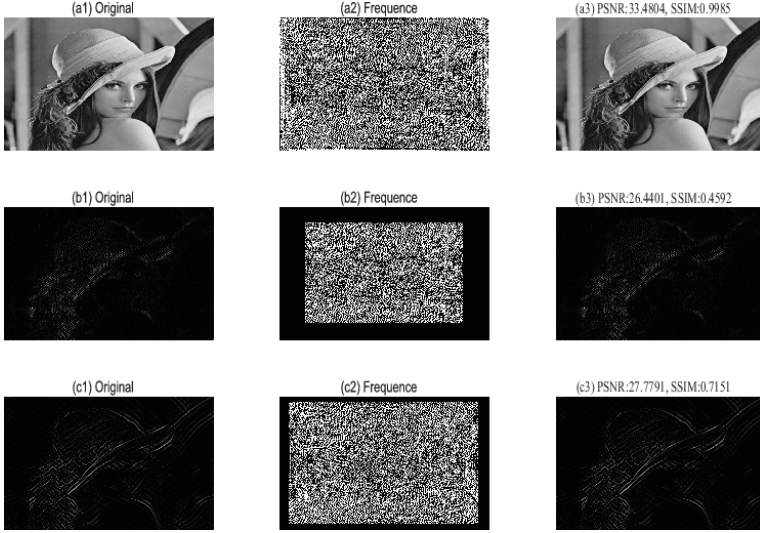 (a1) Original
(a2) Frequence
(a3) PSNR:33.4804, SSIM:0.9985
(b1) Original
(b2) Frequence
(b3) PSNR:26.4401, SSIM:0.4592
(c1) Original
(c2) Frequence
(c3) PSNR:27.7791, SSIM:0.7151